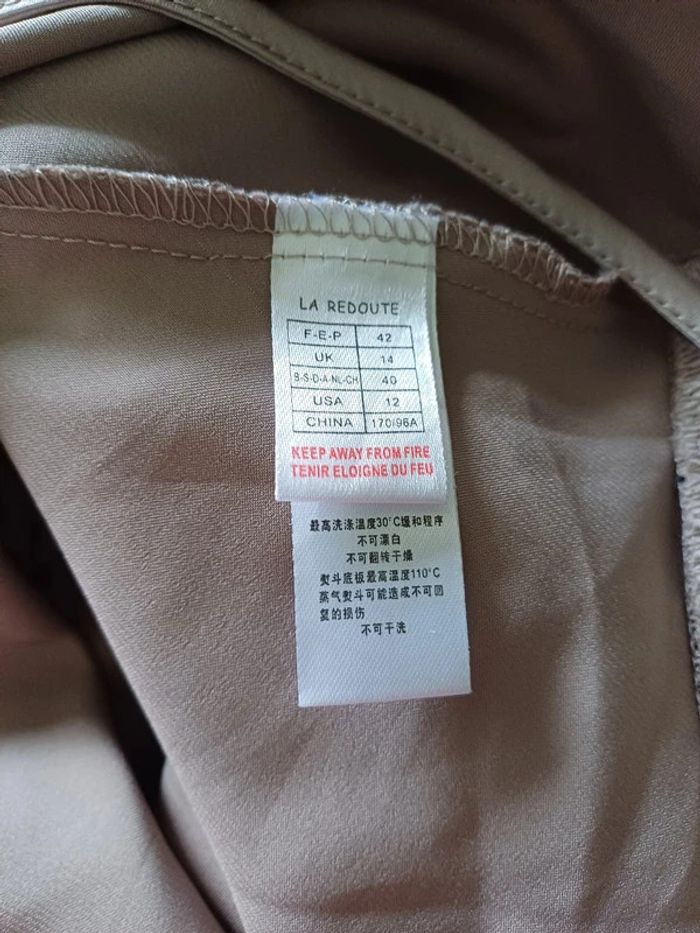 LA REDOUTE
F-E-P 42
UK 14
B-S-D-A-NL-CH 40
USA 12
CHINA 170/96A
KEEP AWAY FROM FIRE
TENIR ELOIGNE DU FEU
最高洗涤温度30°C缓和程序
不可漂白
不可翻转干燥
熨斗底板最高温度110°C
蒸气熨斗可能造成不可回
复的损伤
不可干洗